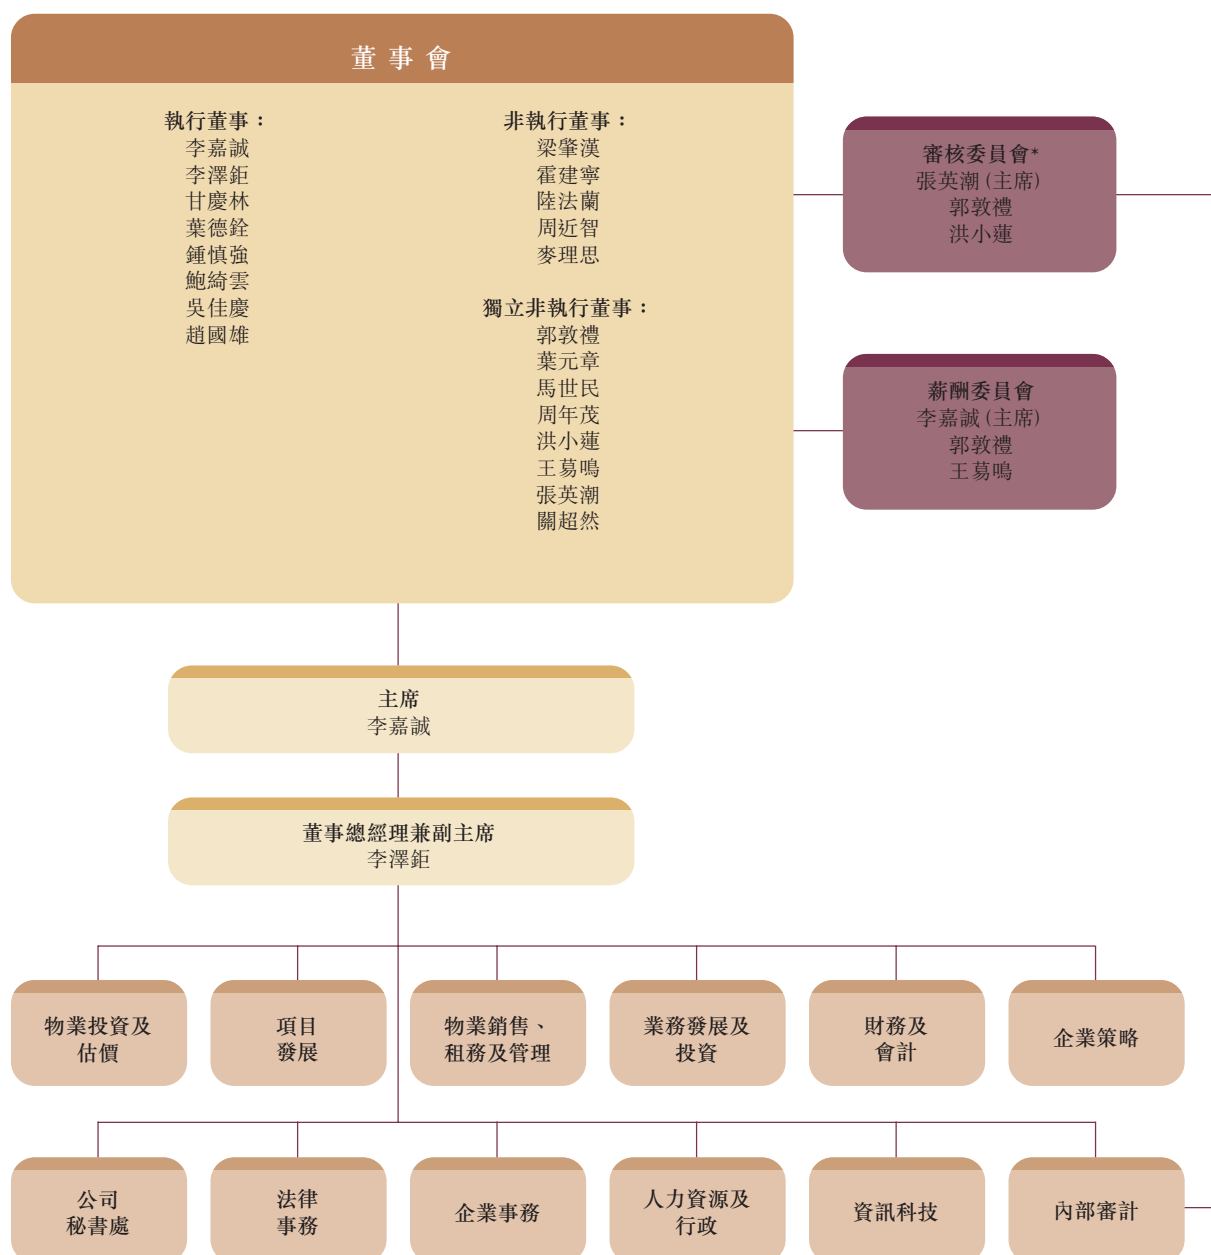 董事會
執行董事：
李嘉誠
李澤鉅
甘慶林
葉德銓
鍾慎強
鮑綺雲
吳佳慶
趙國雄
非執行董事：
梁肇漢
霍建寧
陸法蘭
周近智
麥理思
獨立非執行董事：
郭敦禮
葉元章
馬世民
周年茂
洪小蓮
王䓪鳴
張英潮
關超然
審核委員會*
張英潮(主席)
郭敦禮
洪小蓮
薪酬委員會
李嘉誠(主席)
郭敦禮
王䓪鳴
主席
李嘉誠
董事總經理兼副主席
李澤鉅
物業投資及
估價
項目
發展
物業銷售、
租務及管理
業務發展及
投資
財務及
會計
企業策略
公司
秘書處
法律
事務
企業事務
人力資源及
行政
資訊科技
內部審計